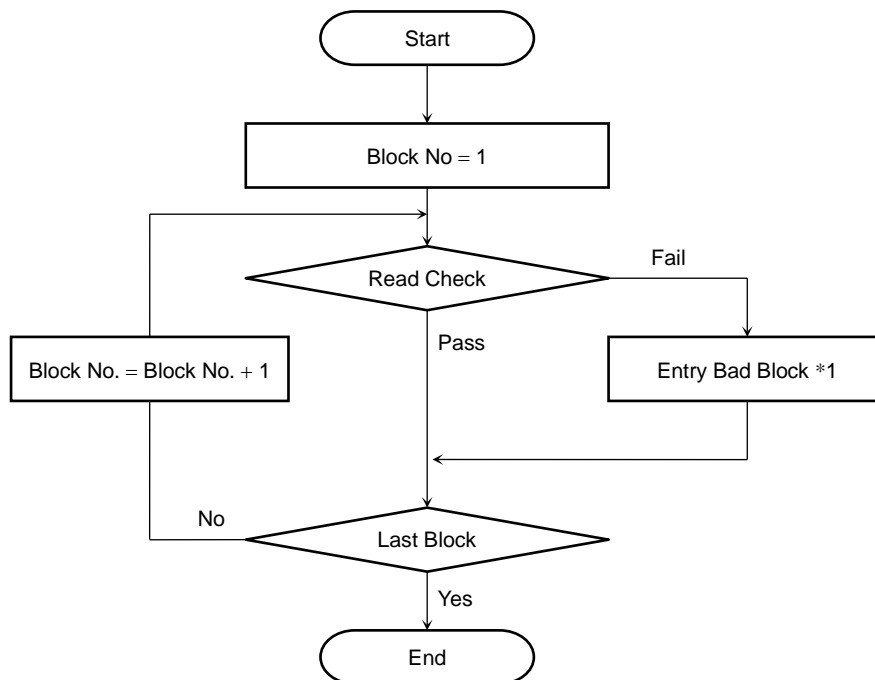 Start
Block No = 1
Read Check
Fail
Pass
Block No. = Block No. + 1
Entry Bad Block *1
No
Last Block
Yes
End